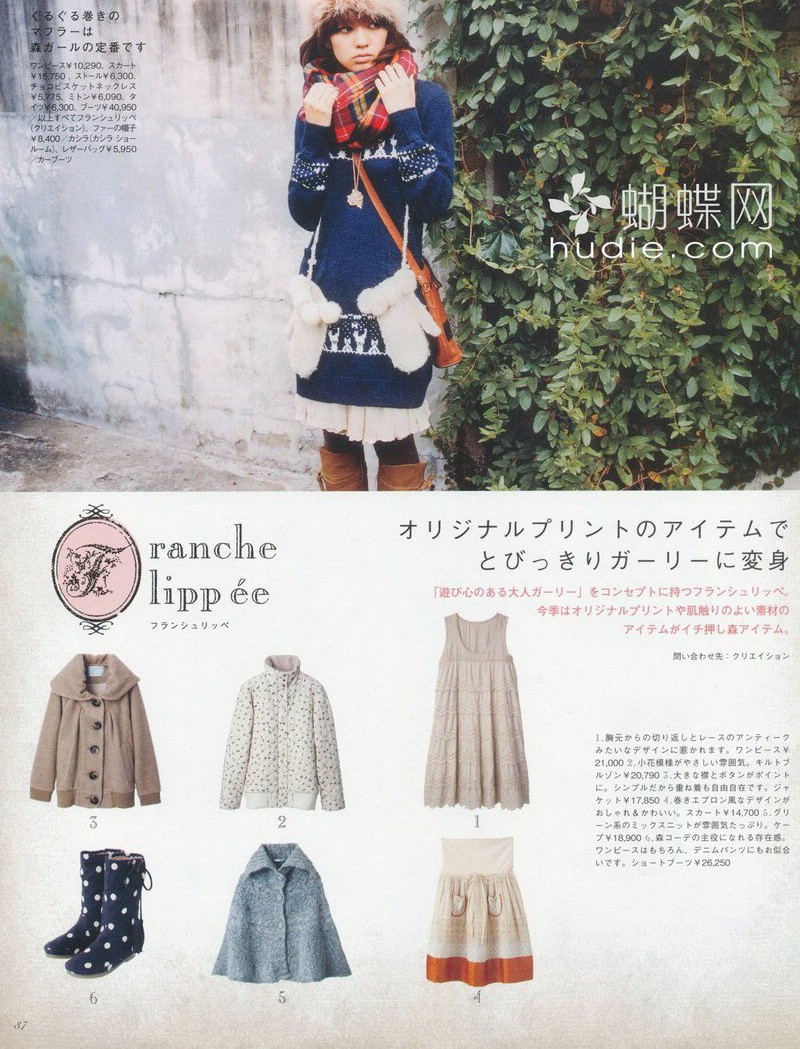 ぐるぐる巻きの
マフラーは
森ガールの定番です
ワンピース¥10,290、スカート
¥15,750 、ストール¥6,300、
チョコビスケットネックレス
¥5,775、ミトン¥6,090、タ
イツ¥6,300、ブーツ¥40,950
／以上すべてフランシュリッペ
(クリエイション)、ファーの帽子
¥8,400／カシラ(カシラ ショー
ルーム)、レザーバッグ¥5,950
／カーブーツ
蝴蝶网
hudie.com
F
ranche
lippée
フランシュリッペ
オリジナルプリントのアイテムで
とびっきりガーリーに変身
「遊び心のある大人ガーリー」をコンセプトに持つフランシュリッペ。
今季はオリジナルプリントや肌触りのよい素材の
アイテムがイチ押し森アイテム。
問い合わせ先：クリエイション
1.胸元からの切り返しとレースのアンティーク
みたいなデザインに惹かれます。ワンピース¥
21,000 2.小花模様がやさしい雰囲気。キルトブ
ルゾン¥20,790 3.大きな襟とボタンがポイント
に。シンプルだから重ね着も自由自在です。ジャ
ケット¥17,850 4.巻きエプロン風なデザインが
おしゃれ＆かわいい。スカート¥14,700 5.グリ
ーン系のミックスニットが雰囲気たっぷり。ケー
プ¥18,900 6.森コーデの主役になれる存在感。
ワンピースはもちろん、デニムパンツにもお似合
いです。ショートブーツ¥26,250
3
2
1
6
5
4
37